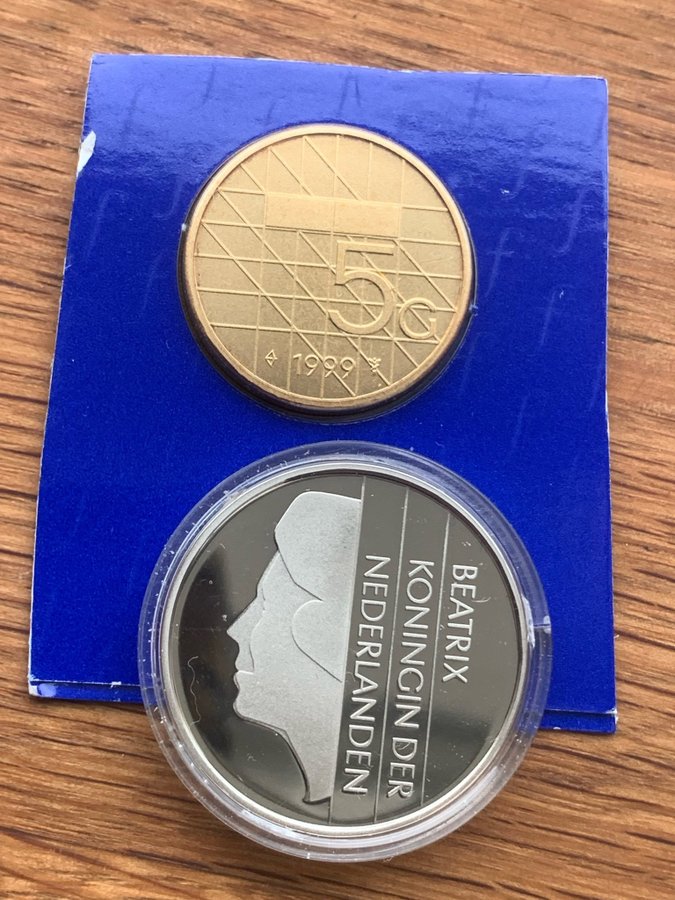 5G
1999
BEATRIX
KONINGIN DER
NEDERLANDEN